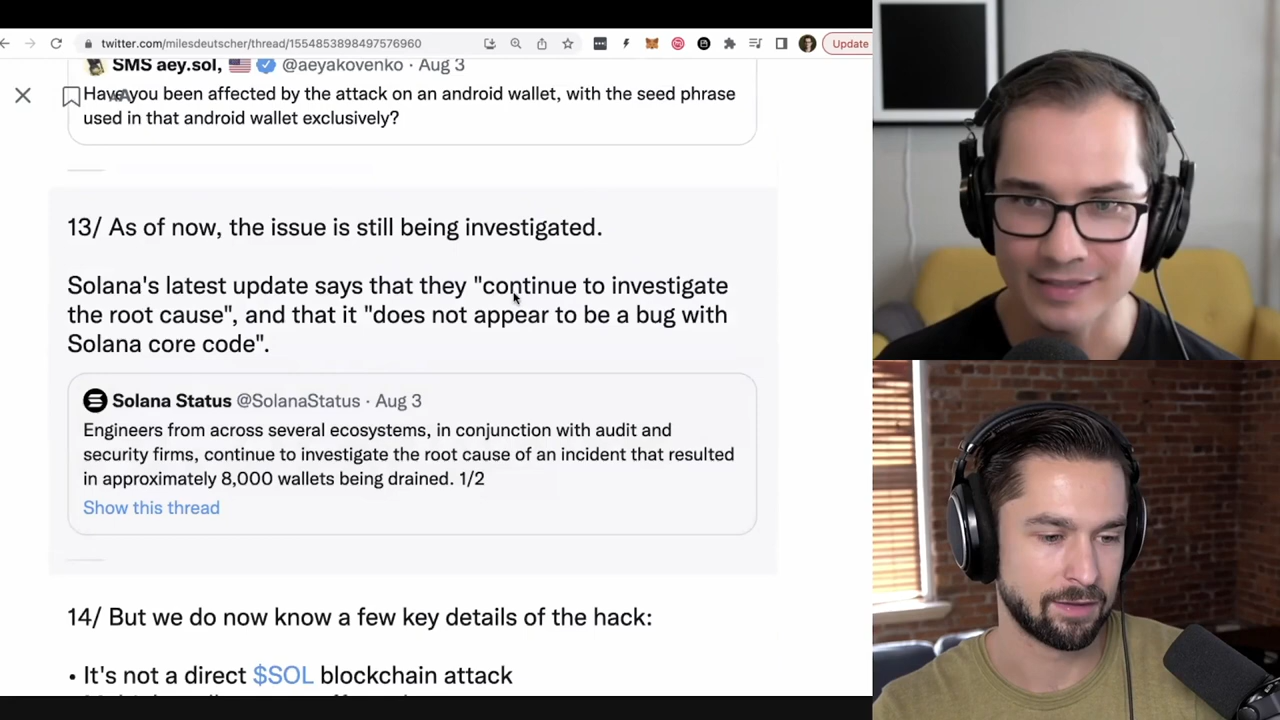 twitter.com/milesdeutscher/thread/1554853898497576960
Update
SMS aey.sol, 🇺🇸 @aeyakovenko · Aug 3
Have you been affected by the attack on an android wallet, with the seed phrase
used in that android wallet exclusively?
13/ As of now, the issue is still being investigated.
Solana's latest update says that they "continue to investigate
the root cause", and that it "does not appear to be a bug with
Solana core code".
Solana Status @SolanaStatus · Aug 3
Engineers from across several ecosystems, in conjunction with audit and
security firms, continue to investigate the root cause of an incident that resulted
in approximately 8,000 wallets being drained. 1/2
Show this thread
14/ But we do now know a few key details of the hack:
• It's not a direct $SOL blockchain attack